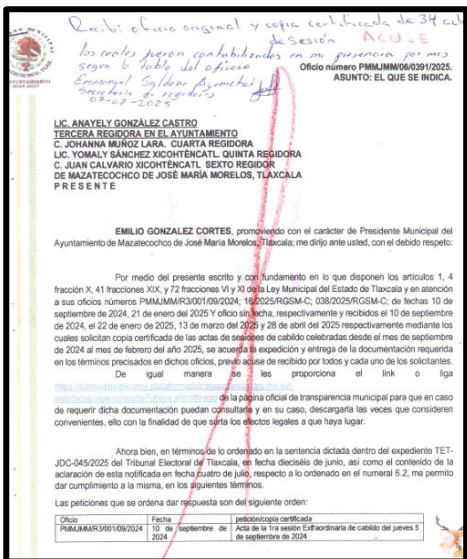 Recibí oficio original y copia certificada de 34 act
de sesión ACUSE
los cuales fueron contabilizados en mi presencia por mes
según la tabla del oficio
Secretaria de regidores
07-07-2025
Oficio número PMMJMM/06/0391/2025.
ASUNTO: EL QUE SE INDICA.
AYUNTAMIENTO
LIC. ANAYELY GONZÁLEZ CASTRO
TERCERA REGIDORA EN EL AYUNTAMIENTO
C. JOHANNA MUÑOZ LARA. CUARTA REGIDORA
LIC. YOMALY SÁNCHEZ XICOHTÉNCATL. QUINTA REGIDORA
C. JUAN CALVARIO XICOHTENCATL SEXTO REGIDOR
DE MAZATECOCHCO DE JOSÉ MARÍA MORELOS, TLAXCALA
P R E S E N T E
EMILIO GONZALEZ CORTES, promoviendo con el carácter de Presidente Municipal del
Ayuntamiento de Mazatecochco de José María Morelos, Tlaxcala; me dirijo ante usted, con el debido respeto:
Por medio del presente escrito y con fundamento en lo que disponen los artículos 1, 4
fracción X, 41 fracciones XIX, y 72 fracciones VI y XI de la Ley Municipal del Estado de Tlaxcala y en atención
a sus oficios números PMMJMM/R3/001/09/2024; 16/2025/RGSM-C; 038/2025/RGSM-C; de fechas 10 de
septiembre de 2024, 21 de enero del 2025 Y oficio sin fecha, respectivamente y recibidos el 10 de septiembre
de 2024, el 22 de enero de 2025, 13 de marzo del 2025 y 28 de abril del 2025 respectivamente mediante los
cuales solicitan copia certificada de las actas de sesiones de cabildo celebradas desde el mes de septiembre
de 2024 al mes de febrero del año 2025, se acuerda la expedición y entrega de la documentación requerida
en los términos precisados en dichos oficios, previo acuse de recibo por todos y cada uno de los solicitantes.
De igual manera se les proporciona el link o liga
de la página oficial de transparencia municipal para que en caso
de requerir dicha documentación puedan consultarla y en su caso, descargarla las veces que consideren
convenientes, ello con la finalidad de que surta los efectos legales a que haya lugar.
Ahora bien, en términos de lo ordenado en la sentencia dictada dentro del expediente TET-
JDC-045/2025 del Tribunal Electoral de Tlaxcala, en fecha dieciséis de junio, así como el contenido de la
aclaración de esta notificada en fecha cuatro de julio, respecto a lo ordenado en el numeral 6.2, me permito
dar cumplimiento a la misma, en los siguientes términos.
Las peticiones que se ordena dar respuesta son del siguiente orden:
Oficio Fecha petición/copia certificada
PMMJMM/R3/001/09/2024 10 de septiembre de Acta de la 1ra sesión Extraordinaria de cabildo del jueves 5
2024 de septiembre de 2024